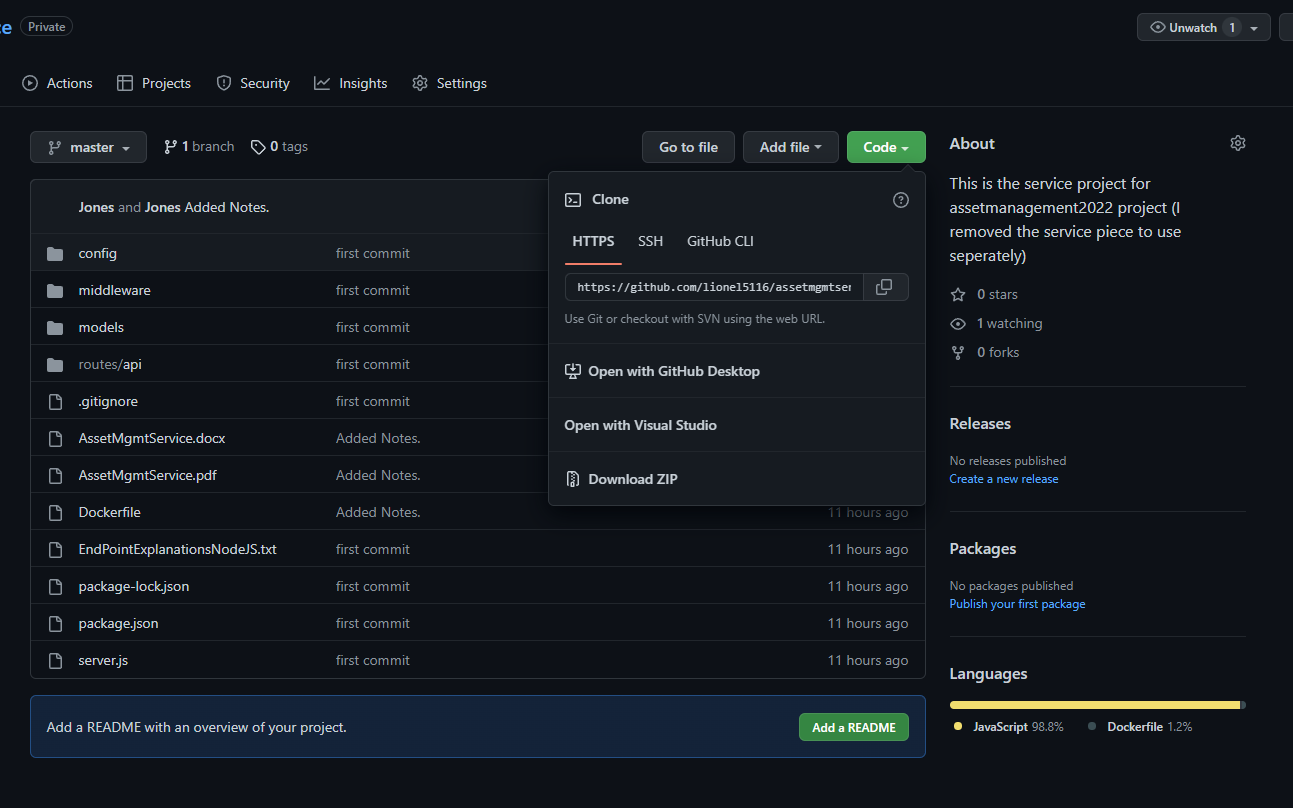 Private
Unwatch 1
Actions Projects Security Insights Settings
master 1 branch 0 tags Go to file Add file Code
Jones and Jones Added Notes.
config first commit
middleware first commit
models first commit
routes/api first commit
.gitignore first commit
AssetMgmtService.docx Added Notes.
AssetMgmtService.pdf Added Notes.
Dockerfile Added Notes. 11 hours ago
EndPointExplanationsNodeJS.txt first commit 11 hours ago
package-lock.json first commit 11 hours ago
package.json first commit 11 hours ago
server.js first commit 11 hours ago
Add a README with an overview of your project. Add a README
Clone
HTTPS SSH GitHub CLI
https://github.com/lionel5116/assetmgmtser
Use Git or checkout with SVN using the web URL.
Open with GitHub Desktop
Open with Visual Studio
Download ZIP
About
This is the service project for
assetmanagement2022 project (I
removed the service piece to use
seperately)
0 stars
1 watching
0 forks
Releases
No releases published
Create a new release
Packages
No packages published
Publish your first package
Languages
JavaScript 98.8% Dockerfile 1.2%